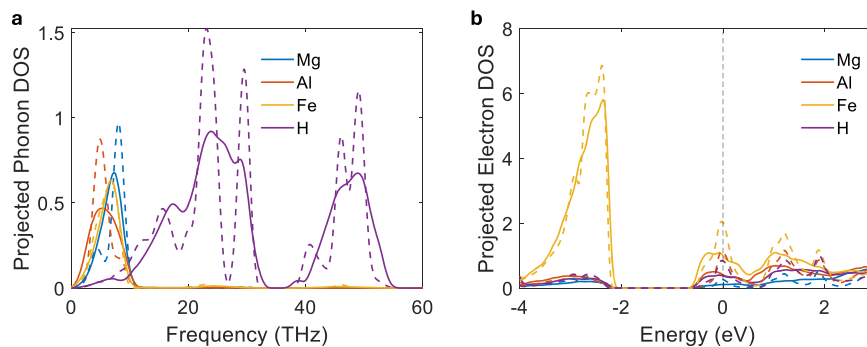 a
Projected Phonon DOS
1.5
1
0.5
0
0
20
40
60
Frequency (THz)
Mg
Al
Fe
H
b
Projected Electron DOS
8
6
4
2
0
-4
-2
0
2
Energy (eV)
Mg
Al
Fe
H